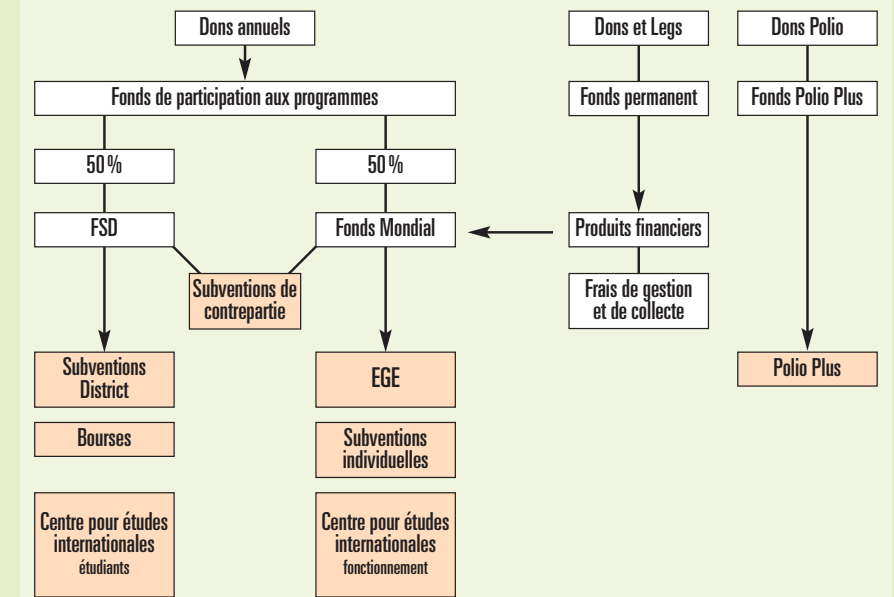 Dons annuels
Dons et Legs
Dons Polio
Fonds de participation aux programmes
Fonds permanent
Fonds Polio Plus
50 %
50 %
FSD
Fonds Mondial
Produits financiers
Subventions de
contrepartie
Frais de gestion
et de collecte
Subventions
District
EGE
Polio Plus
Bourses
Subventions
individuelles
Centre pour études
internationales
étudiants
Centre pour études
internationales
fonctionnement